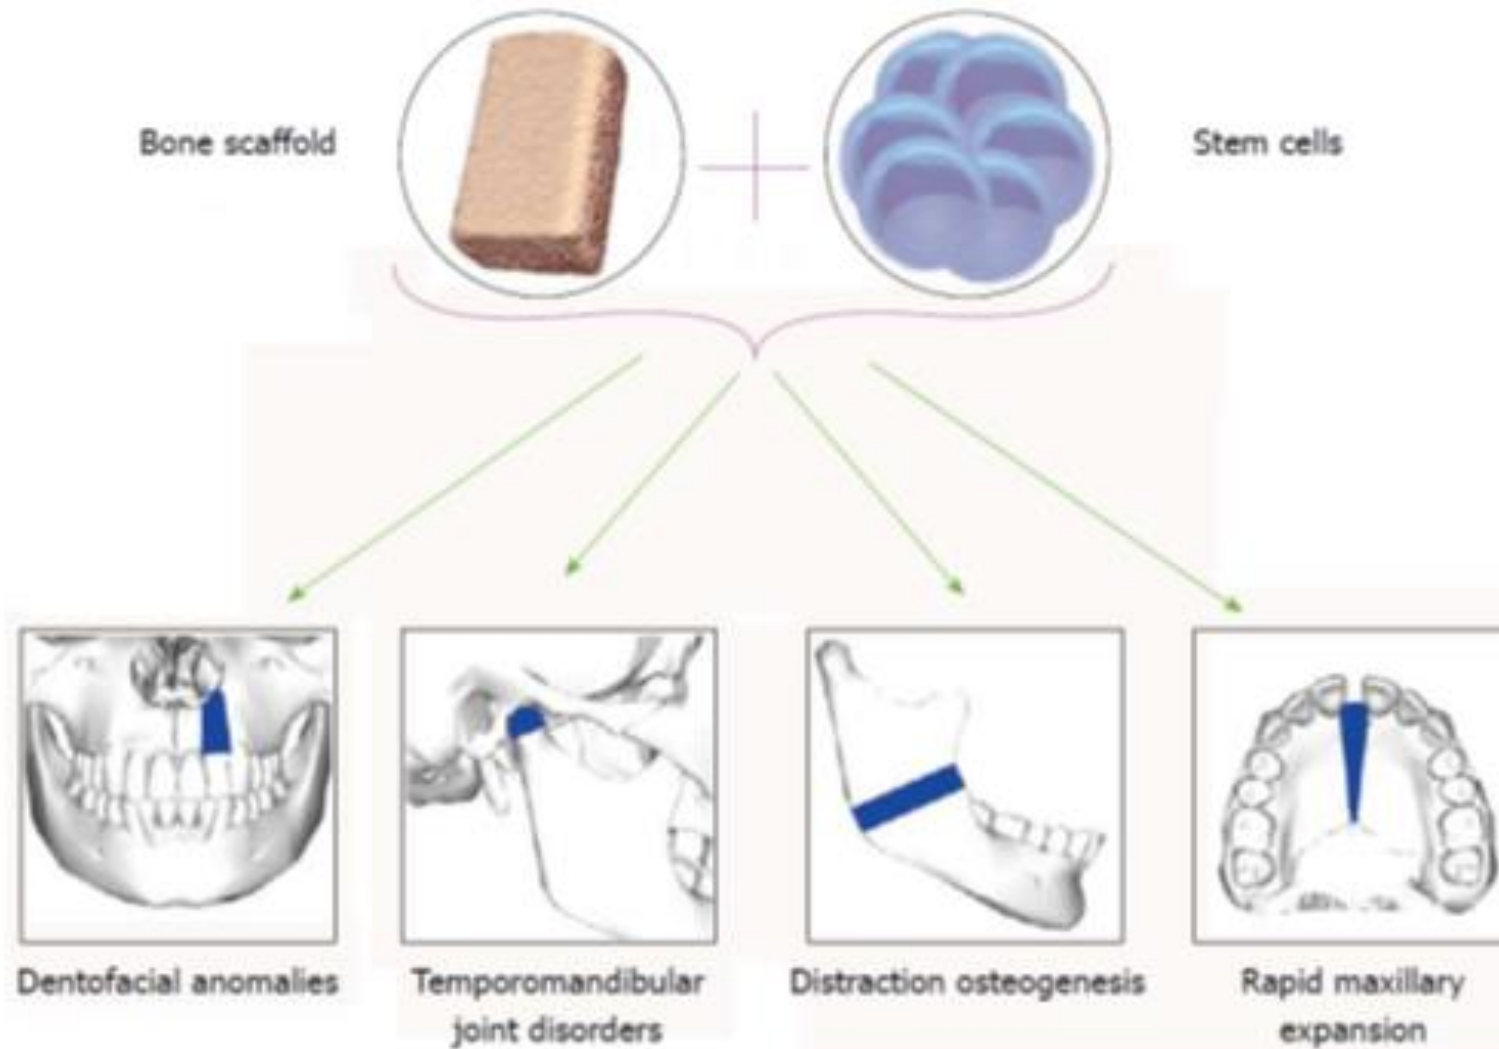 Bone scaffold
Stem cells
Dentofacial anomalies
Temporomandibular
joint disorders
Distraction osteogenesis
Rapid maxillary
expansion